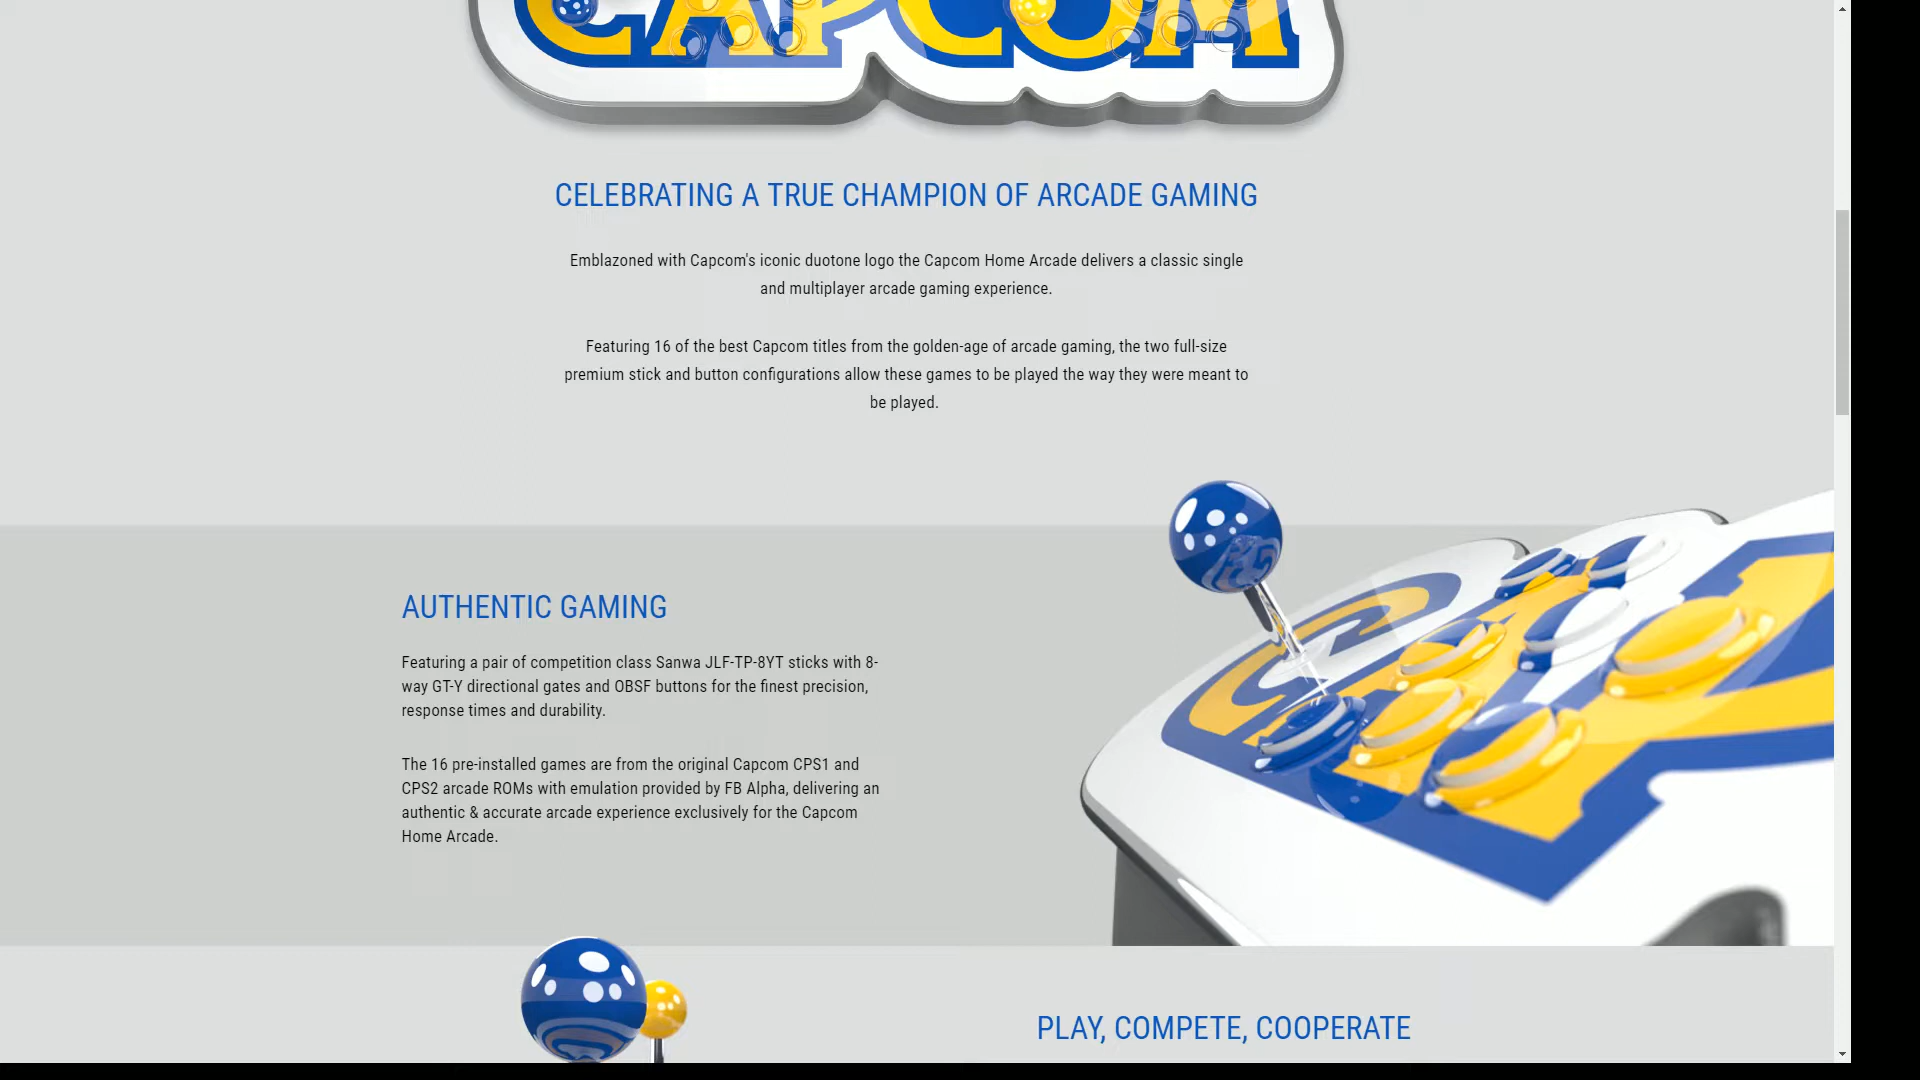 CAPCOM
CELEBRATING A TRUE CHAMPION OF ARCADE GAMING
Emblazoned with Capcom's iconic duotone logo the Capcom Home Arcade delivers a classic single
and multiplayer arcade gaming experience.
Featuring 16 of the best Capcom titles from the golden-age of arcade gaming, the two full-size
premium stick and button configurations allow these games to be played the way they were meant to
be played.
AUTHENTIC GAMING
Featuring a pair of competition class Sanwa JLF-TP-8YT sticks with 8-
way GT-Y directional gates and OBSF buttons for the finest precision,
response times and durability.
The 16 pre-installed games are from the original Capcom CPS1 and
CPS2 arcade ROMs with emulation provided by FB Alpha, delivering an
authentic & accurate arcade experience exclusively for the Capcom
Home Arcade.
PLAY, COMPETE, COOPERATE